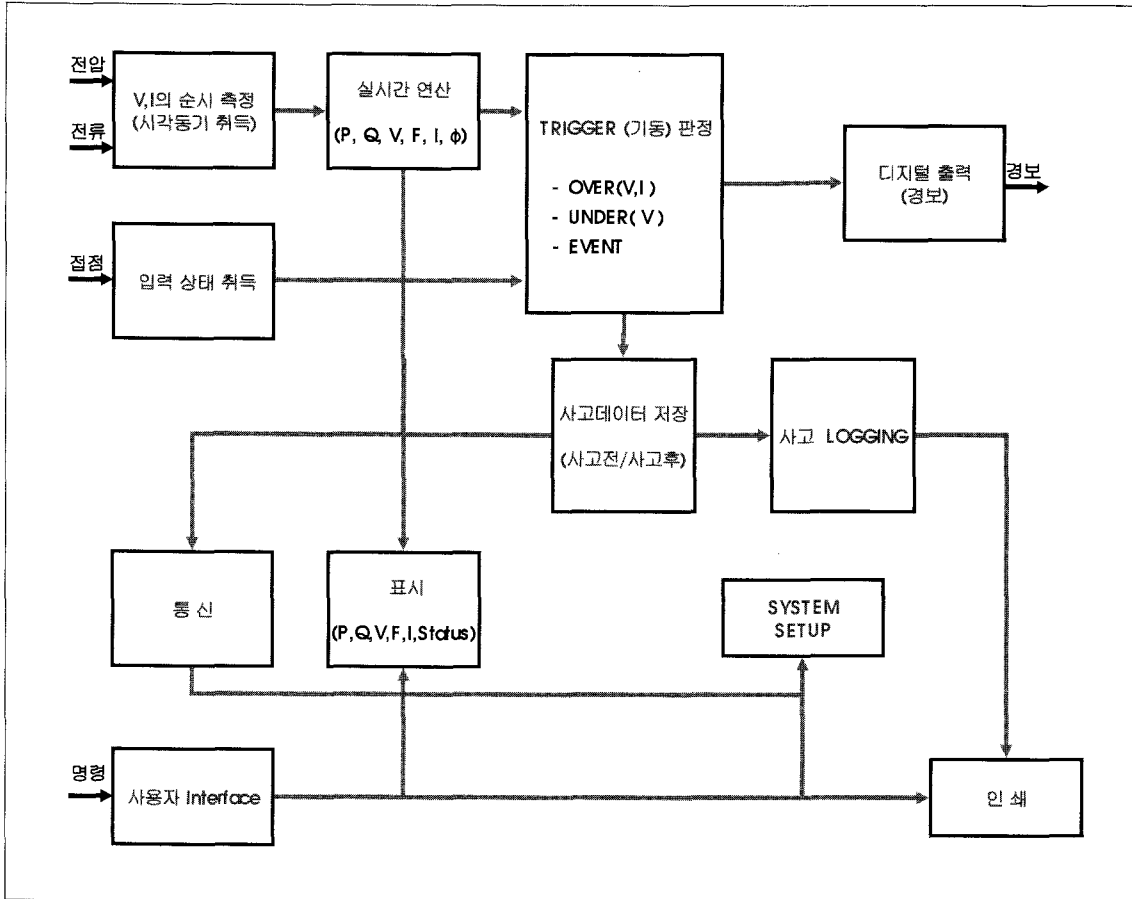 전압
전류
V,I의 순시 측정
(시각동기 취득)
실시간 연산
(P, Q, V, F, I, ϕ)
TRIGGER (기동) 판정
- OVER(V,I)
- UNDER( V)
- EVENT
디지털 출력
(경보)
경보
접점
입력 상태 취득
사고데이터 저장
(사고전/사고후)
사고 LOGGING
통 신
표시
(P,Q,V,F,I,Status)
SYSTEM
SETUP
명령
사용자 Interface
인 쇄